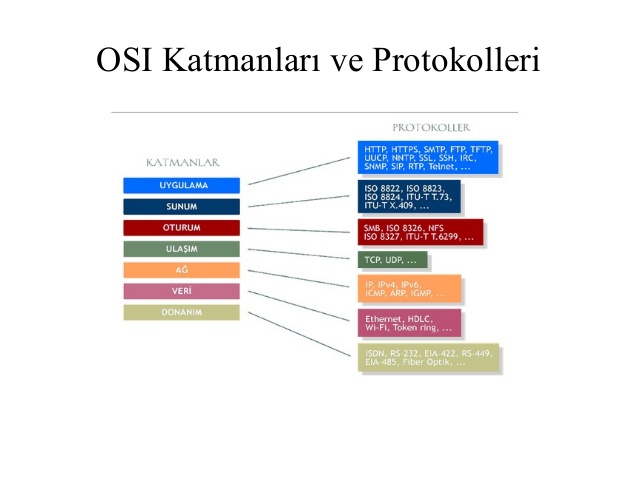 OSI Katmanları ve Protokolleri
KATMANLAR
UYGULAMA
SUNUM
OTURUM
ULAŞIM
AĞ
VERİ
DONANIM
PROTOKOLLER
HTTP, HTTPS, SMTP, FTP, TFTP,
UUCP, NNTP, SSL, SSH, IRC,
SNMP, SIP, RTP, Telnet, ...
ISO 8822, ISO 8823,
ISO 8824, ITU-T T.73,
ITU-T X.409, ...
SMB, ISO 8326, NFS
ISO 8327, ITU-T T.6299, ...
TCP, UDP, ...
IP, IPv4, IPv6,
ICMP, ARP, IGMP, ...
Ethernet, HDLC,
Wi-Fi, Token ring, ...
ISDN, RS-232, EIA-422, RS-449,
EIA-485, Fiber Optik, ...